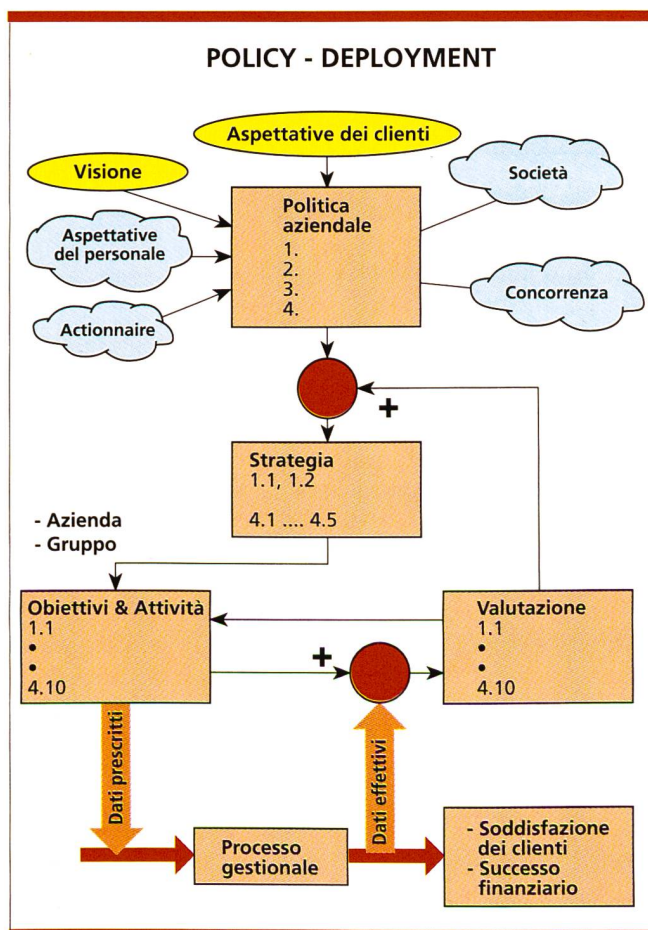 POLICY - DEPLOYMENT
Aspettative dei clienti
Visione
Società
Politica
aziendale
1.
2.
3.
4.
Aspettative
del personale
Actionnaire
Concorrenza
+
Strategia
1.1, 1.2
4.1 .... 4.5
- Azienda
- Gruppo
Obiettivi & Attività
1.1
•
•
4.10
+
Valutazione
1.1
•
•
4.10
Dati prescritti
Dati effettivi
Processo
gestionale
- Soddisfazione
dei clienti
- Successo
finanziario